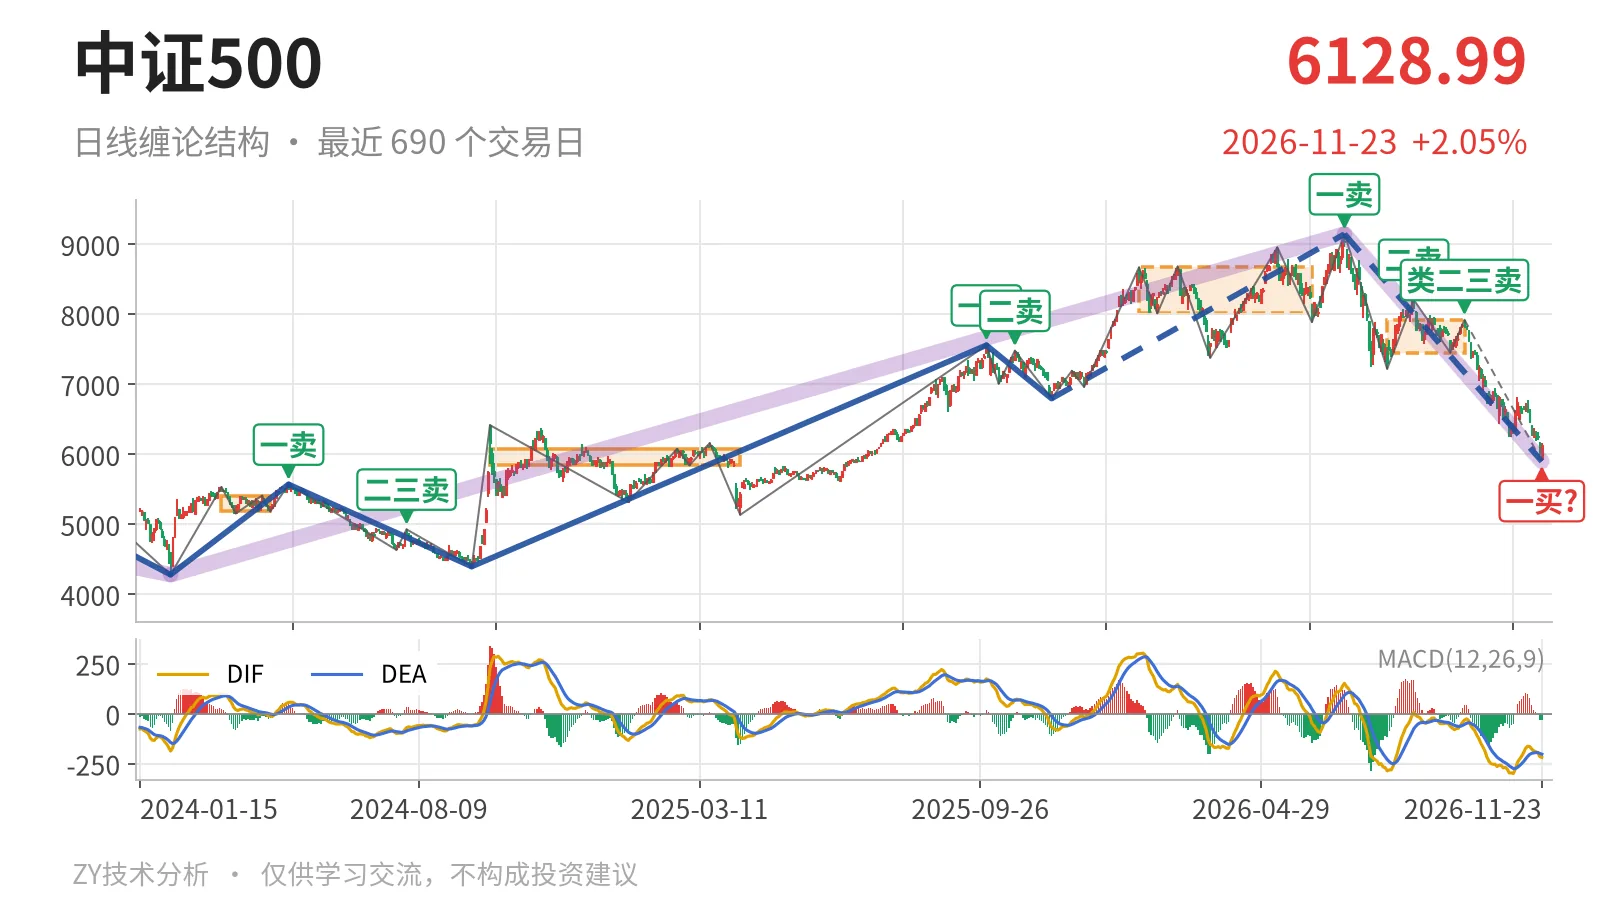 中证500
6128.99
日线缠论结构 · 最近 690 个交易日
2026-11-23 +2.05%
一卖
二卖
类二三卖
9000
8000
7000
6000
5000
4000
一
二卖
一卖
二三卖
一买?
250
0
-250
DIF
DEA
MACD(12,26,9)
2024-01-15
2024-08-09
2025-03-11
2025-09-26
2026-04-29
2026-11-23
ZY技术分析 · 仅供学习交流，不构成投资建议